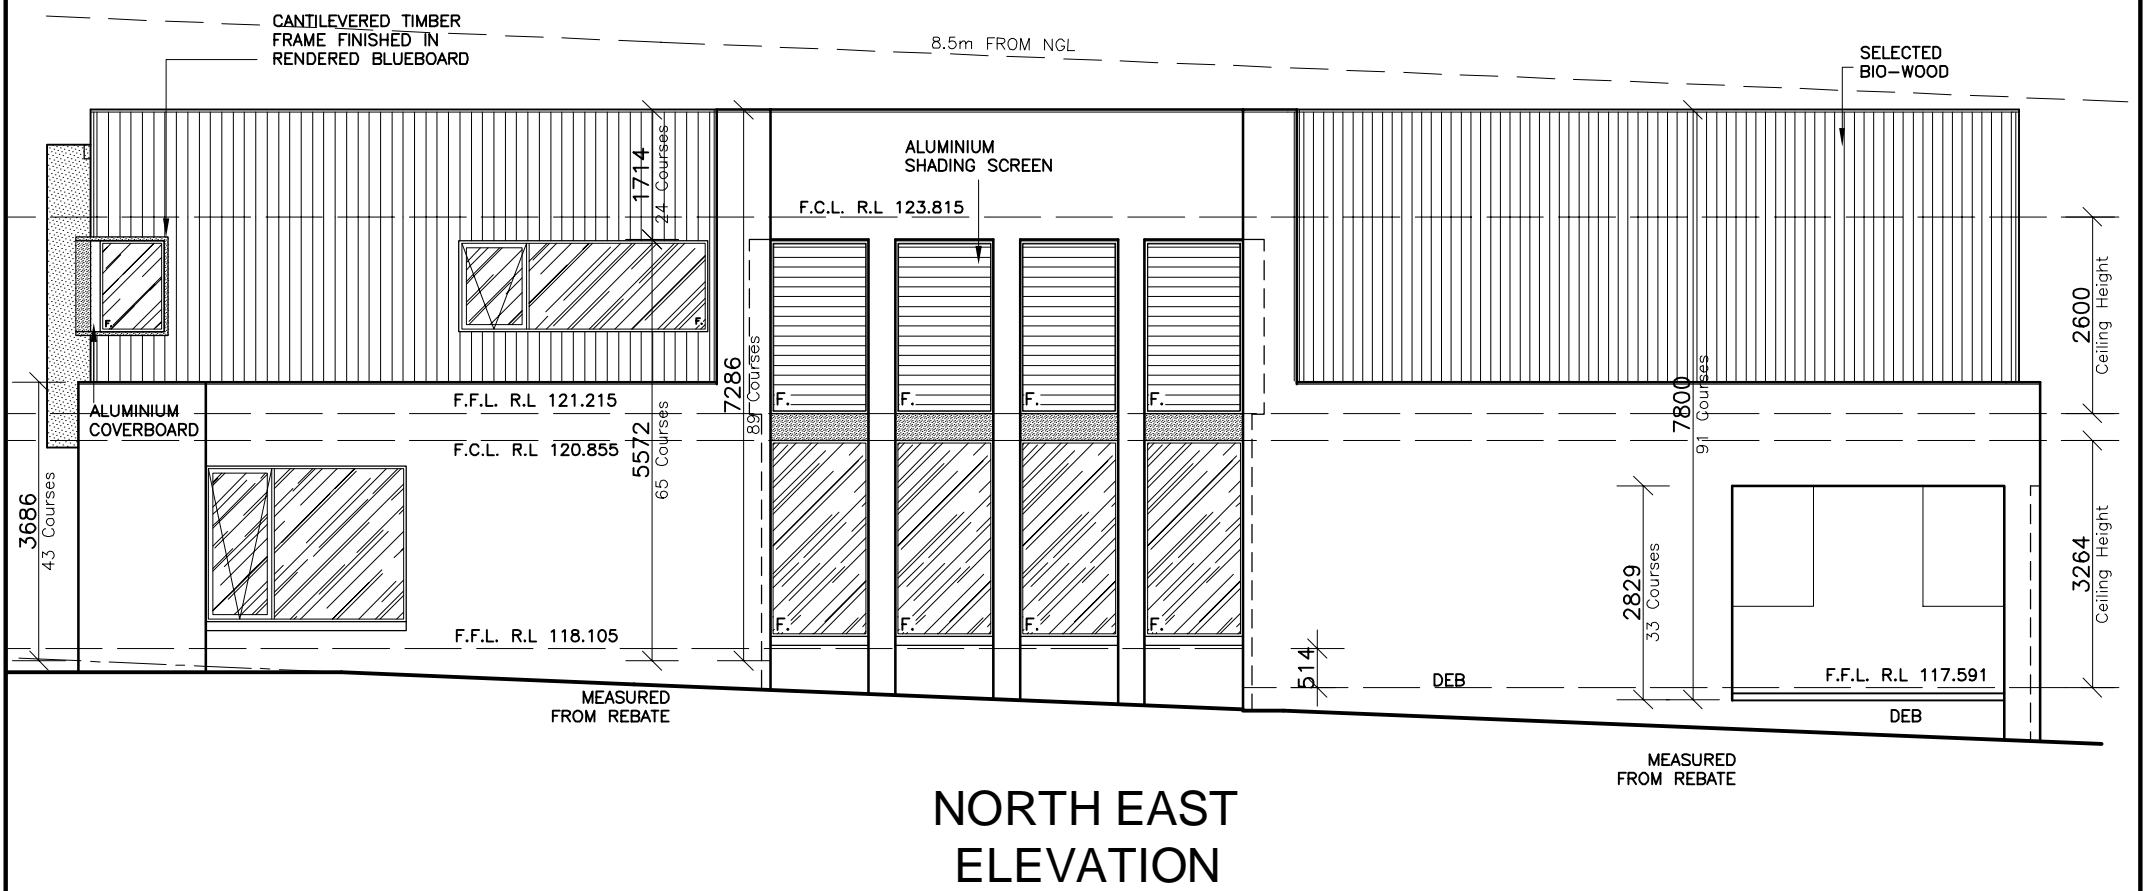 CANTILEVERED TIMBER
FRAME FINISHED IN
RENDERED BLUEBOARD
8.5m FROM NGL
SELECTED
BIO-WOOD
ALUMINIUM
SHADING SCREEN
1714
24 Courses
F.C.L. R.L 123.815
F.
F.
2600
Ceiling Height
7286
89 Courses
F.
F.
F.
F.
7800
91 Courses
F.F.L. R.L 121.215
ALUMINIUM
COVERBOARD
5572
65 Courses
F.C.L. R.L 120.855
3686
43 Courses
2829
33 Courses
3264
Ceiling Height
F.
F.
F.
F.
F.F.L. R.L 118.105
514
DEB
F.F.L. R.L 117.591
MEASURED
FROM REBATE
DEB
MEASURED
FROM REBATE
NORTH EAST
ELEVATION